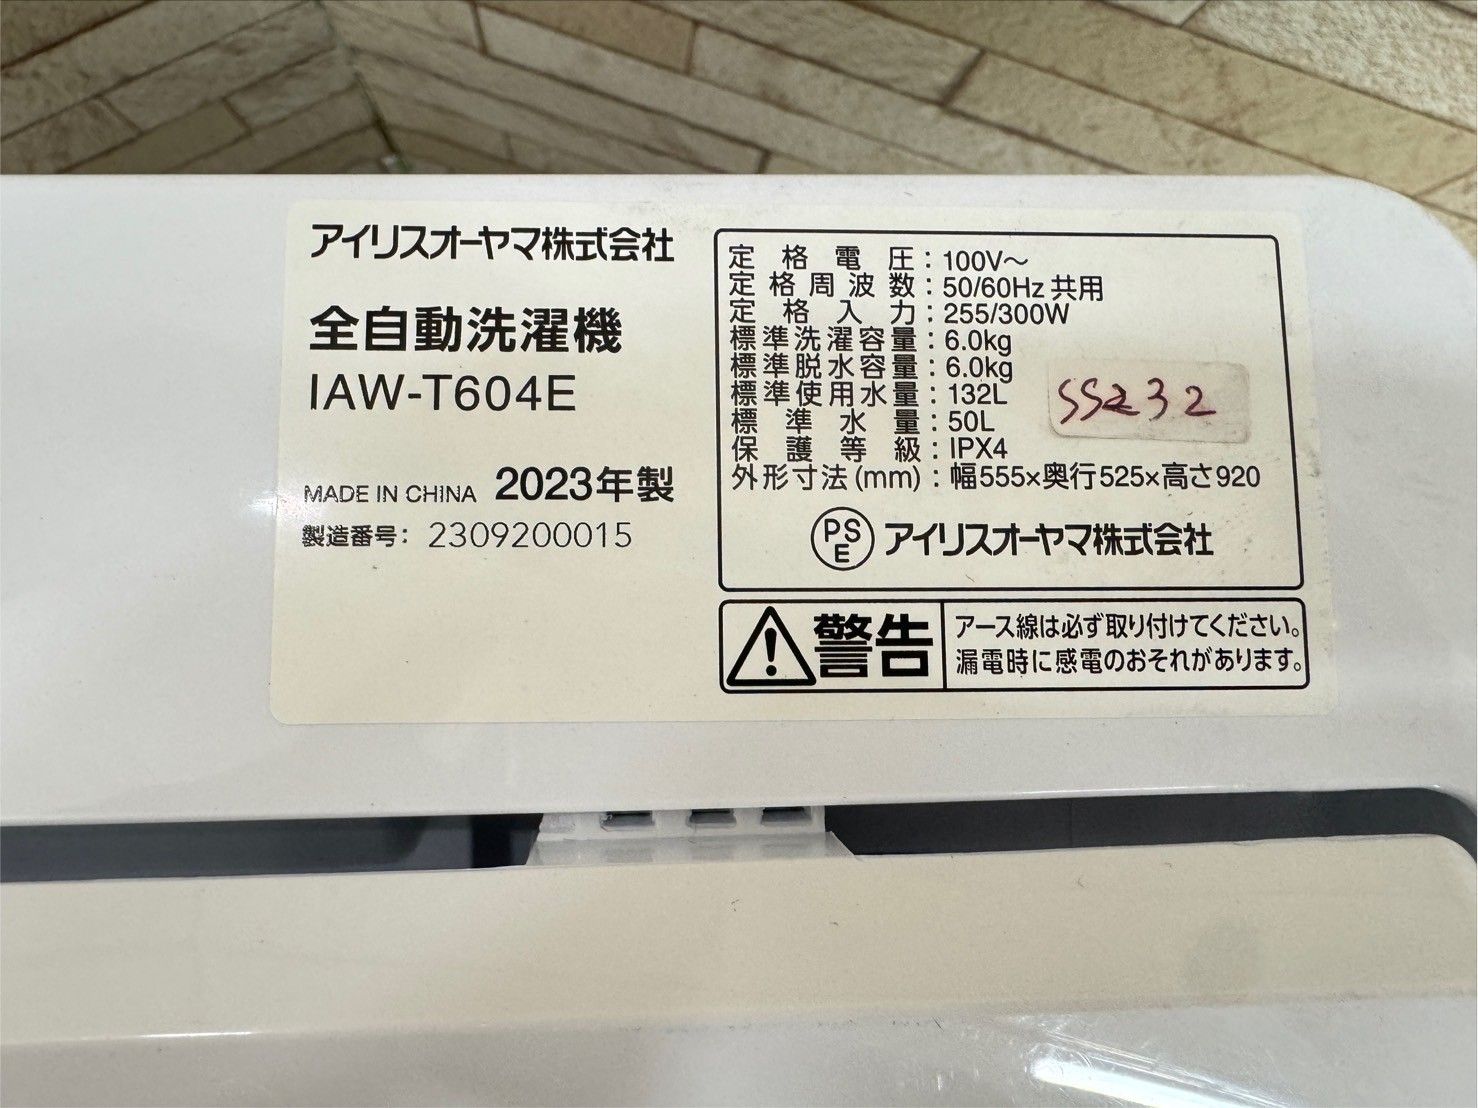 アイリスオーヤマ株式会社
全自動洗濯機
IAW-T604E
MADE IN CHINA 2023年製
製造番号: 2309200015
定格電圧:100V～
定格周波数:50/60Hz 共用
定格入力:255/300W
標準洗濯容量:6.0kg
標準脱水容量:6.0kg
標準使用水量:132L
標準水量:50L
保護等級:IPX4
外形寸法(mm):幅555×奥行525×高さ920
SS232
PSE アイリスオーヤマ株式会社
警告
アース線は必ず取り付けてください。
漏電時に感電のおそれがあります。